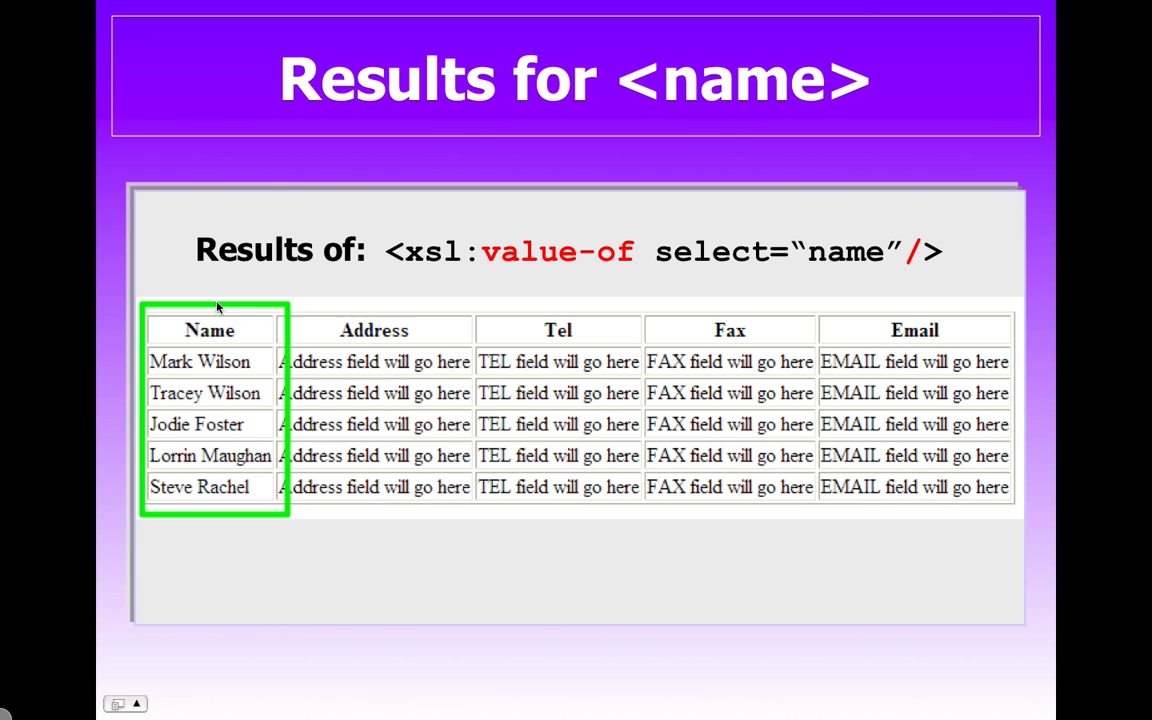 Results for <name>
Results of: <xsl:value-of select=“name”/>
Name Address Tel Fax Email
Mark Wilson Address field will go here TEL field will go here FAX field will go here EMAIL field will go here
Tracey Wilson Address field will go here TEL field will go here FAX field will go here EMAIL field will go here
Jodie Foster Address field will go here TEL field will go here FAX field will go here EMAIL field will go here
Lorrin Maughan Address field will go here TEL field will go here FAX field will go here EMAIL field will go here
Steve Rachel Address field will go here TEL field will go here FAX field will go here EMAIL field will go here